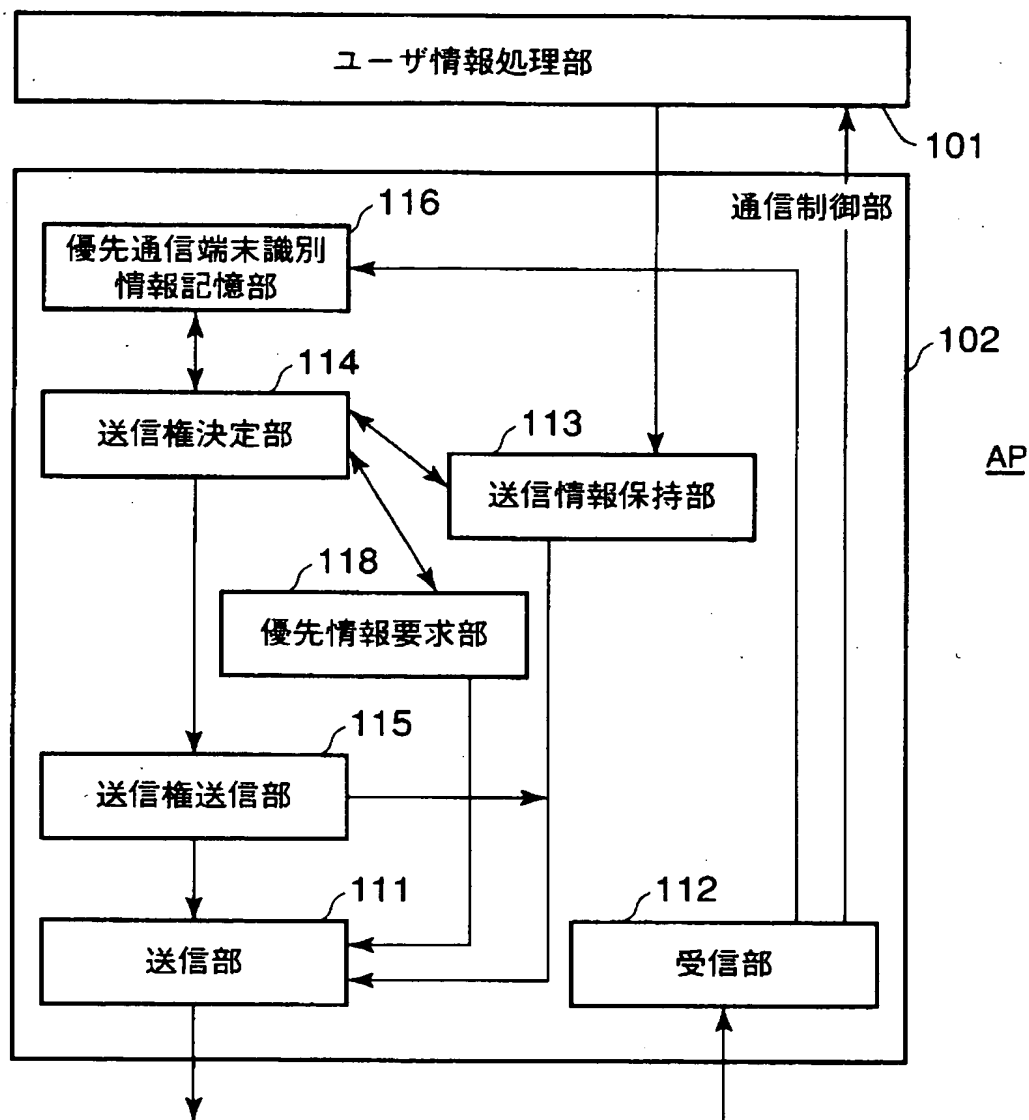 ユーザ情報処理部
101
通信制御部
116
優先通信端末識別
情報記憶部
102
114
送信権決定部
113
送信情報保持部
AP
118
優先情報要求部
115
送信権送信部
111
送信部
112
受信部